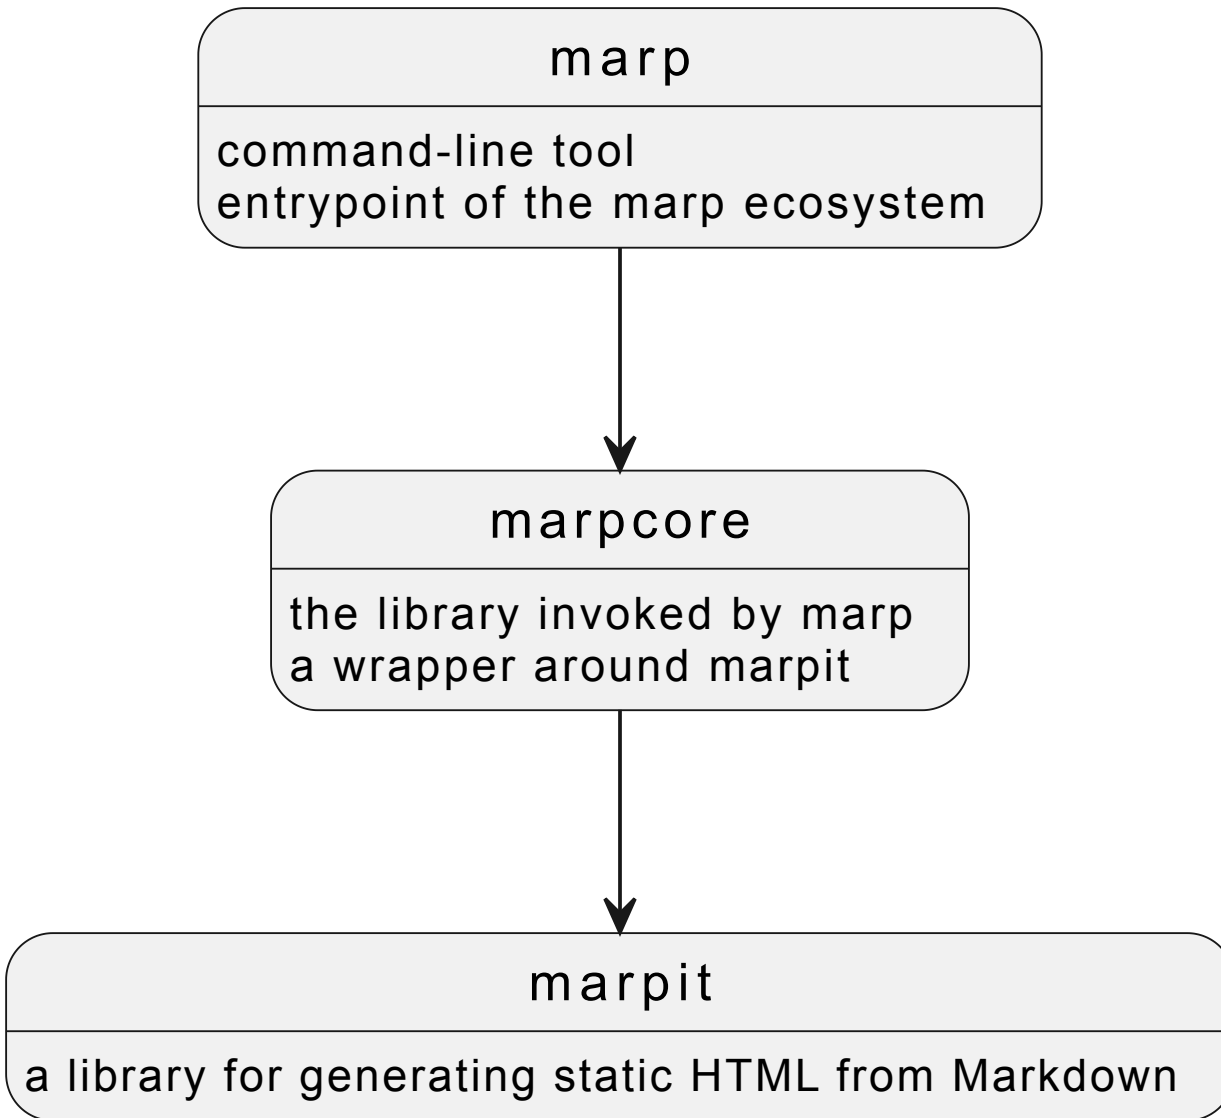 marp
command-line tool
entrypoint of the marp ecosystem
marpcore
the library invoked by marp
a wrapper around marpit
marpit
a library for generating static HTML from Markdown